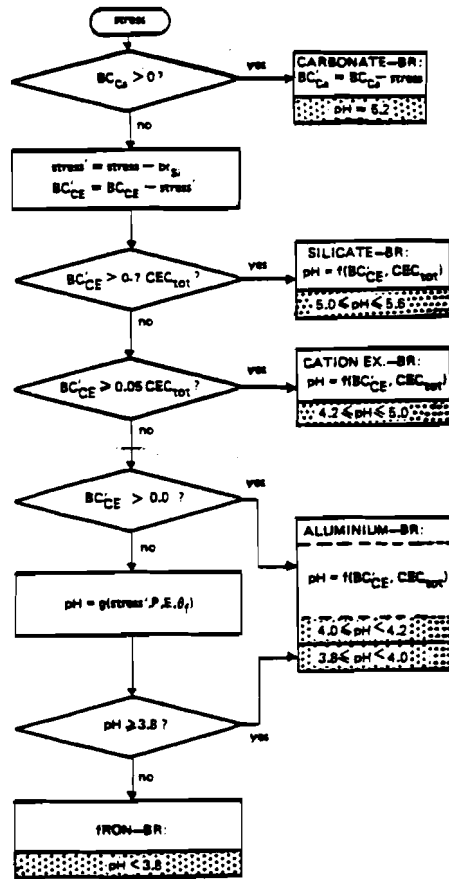 stress
BC_Ca > 0 ?
yes
CARBONATE–BR:
BC'_Ca = BC_Ca – stress
pH = 6.2
no
stress' = stress – br_Si
BC'_CE = BC_CE – stress'
BC'_CE > 0.7 CEC_tot ?
yes
SILICATE–BR:
pH = f(BC'_CE, CEC_tot)
5.0 ⩽ pH ⩽ 5.6
no
BC'_CE > 0.05 CEC_tot ?
yes
CATION EX.–BR:
pH = f(BC'_CE, CEC_tot)
4.2 ⩽ pH ⩽ 5.0
no
BC'_CE > 0.0 ?
yes
ALUMINIUM–BR:
pH = f(BC'_CE, CEC_tot)
4.0 ⩽ pH < 4.2
3.8 ⩽ pH < 4.0
no
pH = g(stress', P, E, θ_f)
pH ⩾ 3.8 ?
yes
no
IRON–BR:
pH < 3.8